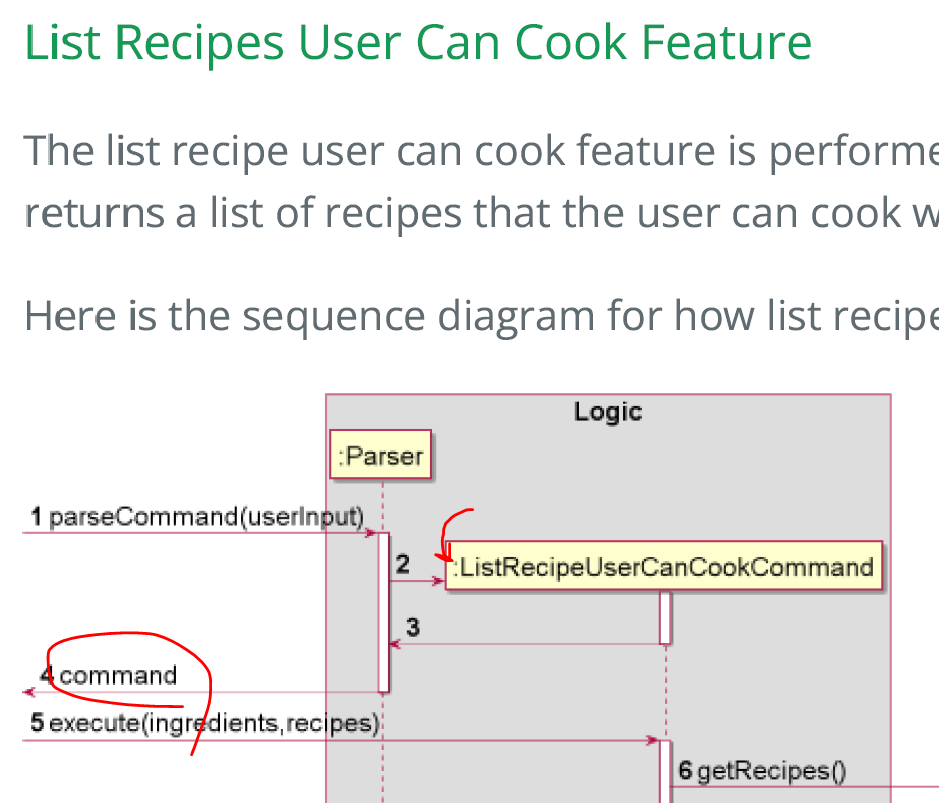 List Recipes User Can Cook Feature
The list recipe user can cook feature is
returns a list of recipes that the user can cook
Here is the sequence diagram for how list
Logic
:Parser
1 parseCommand(userInput)
2
:ListRecipeUserCanCookCommand
3
4 command
5 execute(ingredients,recipes)
6 getRecipes()